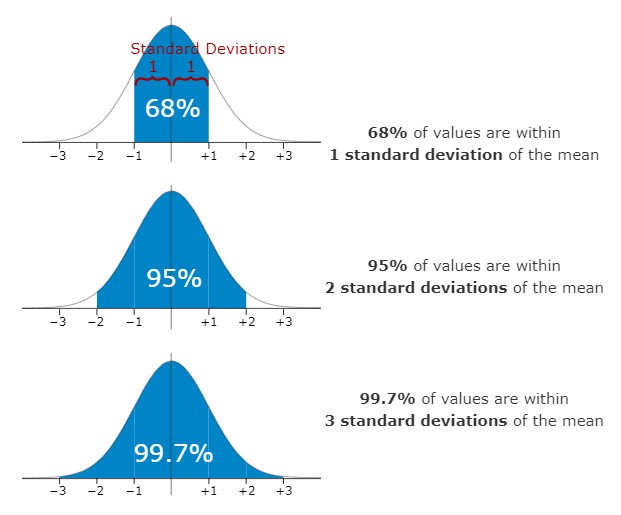 Standard Deviations
1 1
68%
−3 −2 −1 +1 +2 +3
68% of values are within
1 standard deviation of the mean
95%
−3 −2 −1 +1 +2 +3
95% of values are within
2 standard deviations of the mean
99.7%
−3 −2 −1 +1 +2 +3
99.7% of values are within
3 standard deviations of the mean